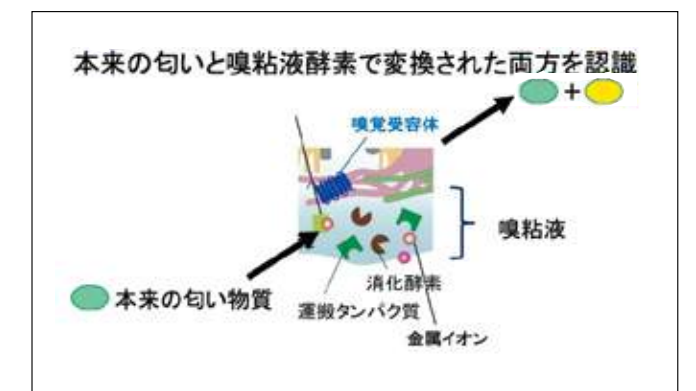 本来の匂いと嗅粘液酵素で変換された両方を認識
+
嗅覚受容体
嗅粘液
消化酵素
本来の匂い物質
運搬タンパク質
金属イオン